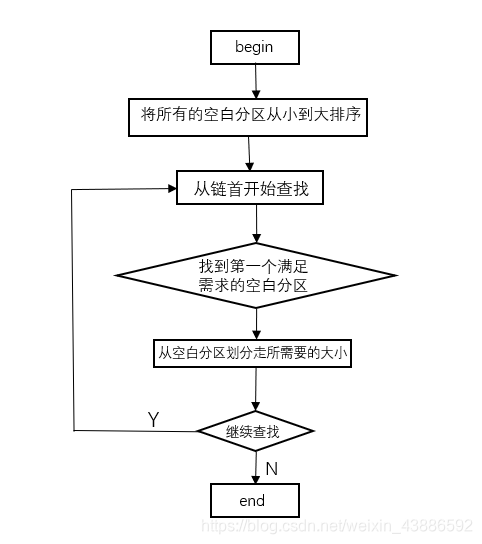 begin
将所有的空白分区从小到大排序
从链首开始查找
找到第一个满足
需求的空白分区
从空白分区划分走所需要的大小
Y
继续查找
N
end
https://blog.csdn.net/weixin_43886592